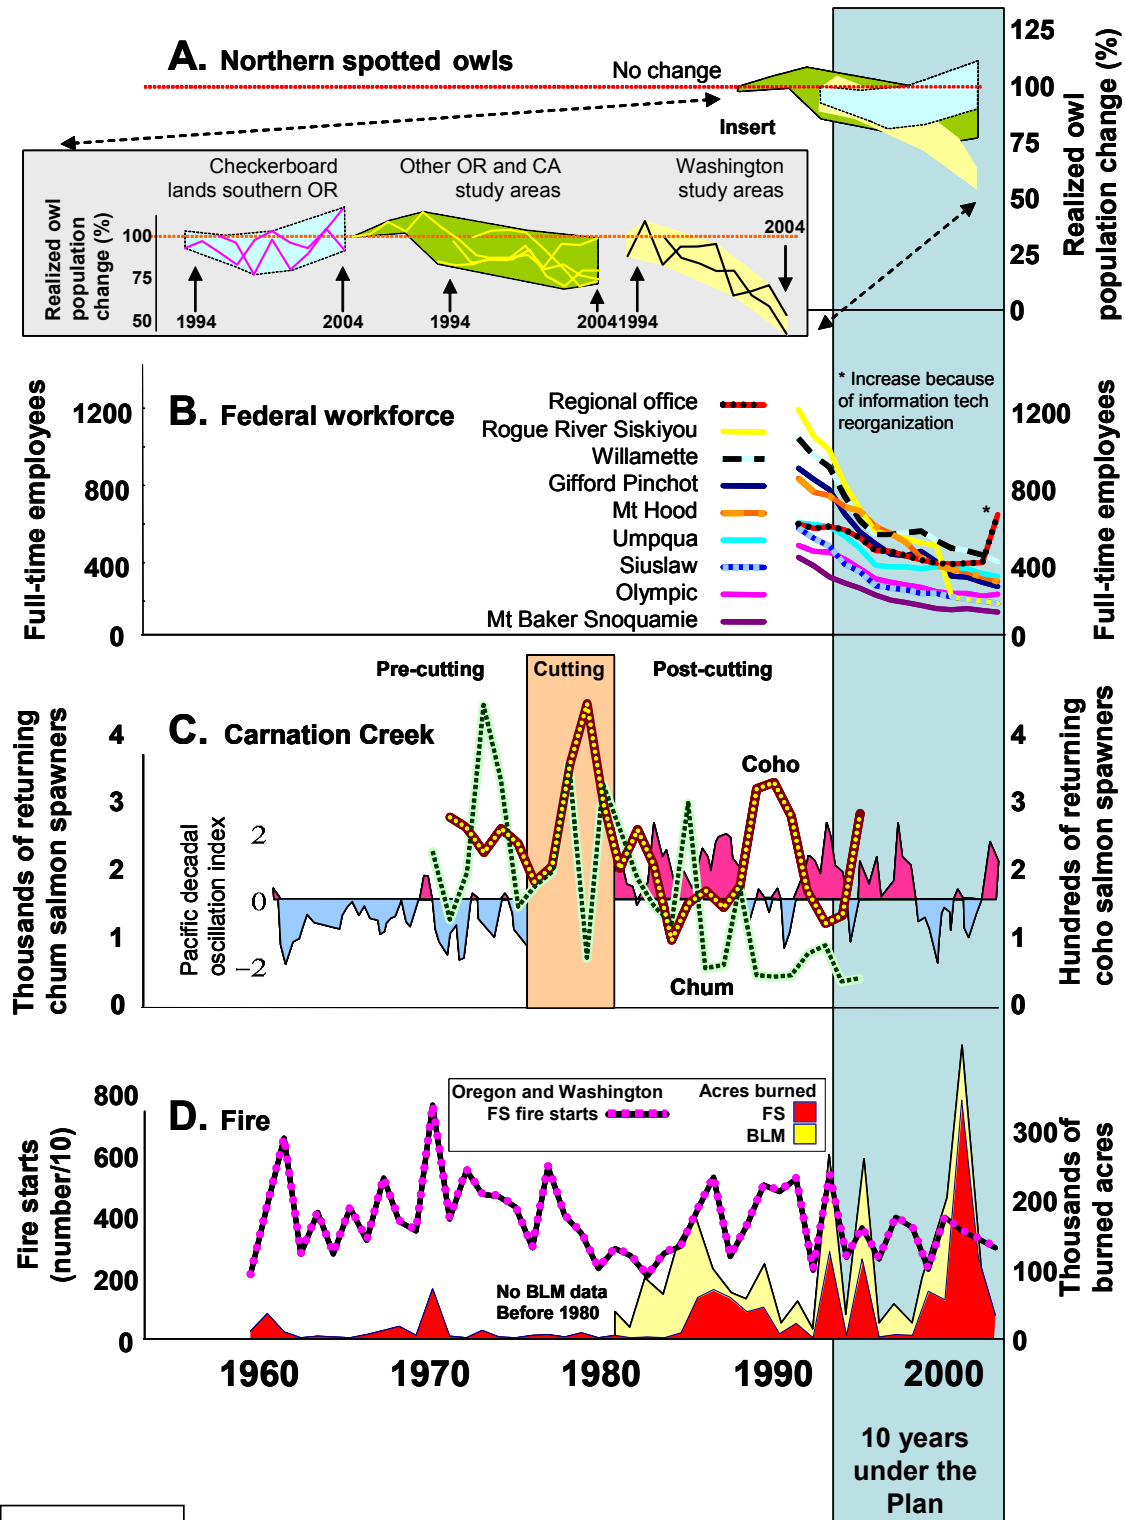 A. Northern spotted owls
No change
Insert
125
100
75
50
25
0
Realized owl
population change (%)
Checkerboard
lands southern OR
Other OR and CA
study areas
Washington
study areas
Realized owl
population
change (%)
100
75
50
1994
2004
1994
2004
1994
2004
B. Federal workforce
Full-time employees
1200
800
400
0
Regional office
Rogue River Siskiyou
Willamette
Gifford Pinchot
Mt Hood
Umpqua
Siuslaw
Olympic
Mt Baker Snoquamie
* Increase because
of information tech
reorganization
*
1200
800
400
0
Full-time employees
Pre-cutting
Cutting
Post-cutting
C. Carnation Creek
Thousands of returning
chum salmon spawners
4
3
2
1
0
Pacific decadal
oscillation index
2
0
–2
Coho
Chum
4
3
2
1
0
Hundreds of returning
coho salmon spawners
D. Fire
Fire starts
(number/10)
800
600
400
200
0
Oregon and Washington
FS fire starts
Acres burned
FS
BLM
No BLM data
Before 1980
300
200
100
0
Thousands of
burned acres
1960
1970
1980
1990
2000
10 years
under the
Plan